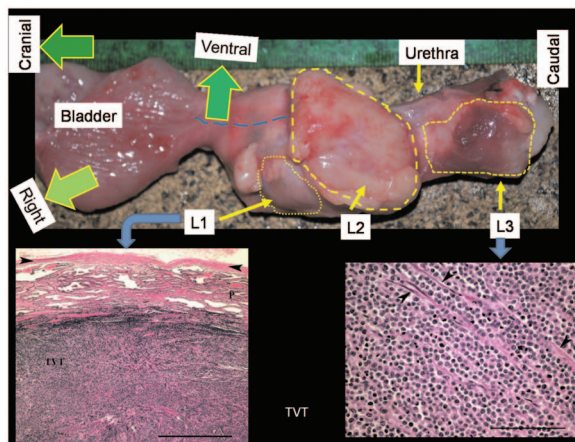 Cranial
Ventral
Urethra
Caudal
Bladder
Right
L1
L2
L3
P
TVT
TVT